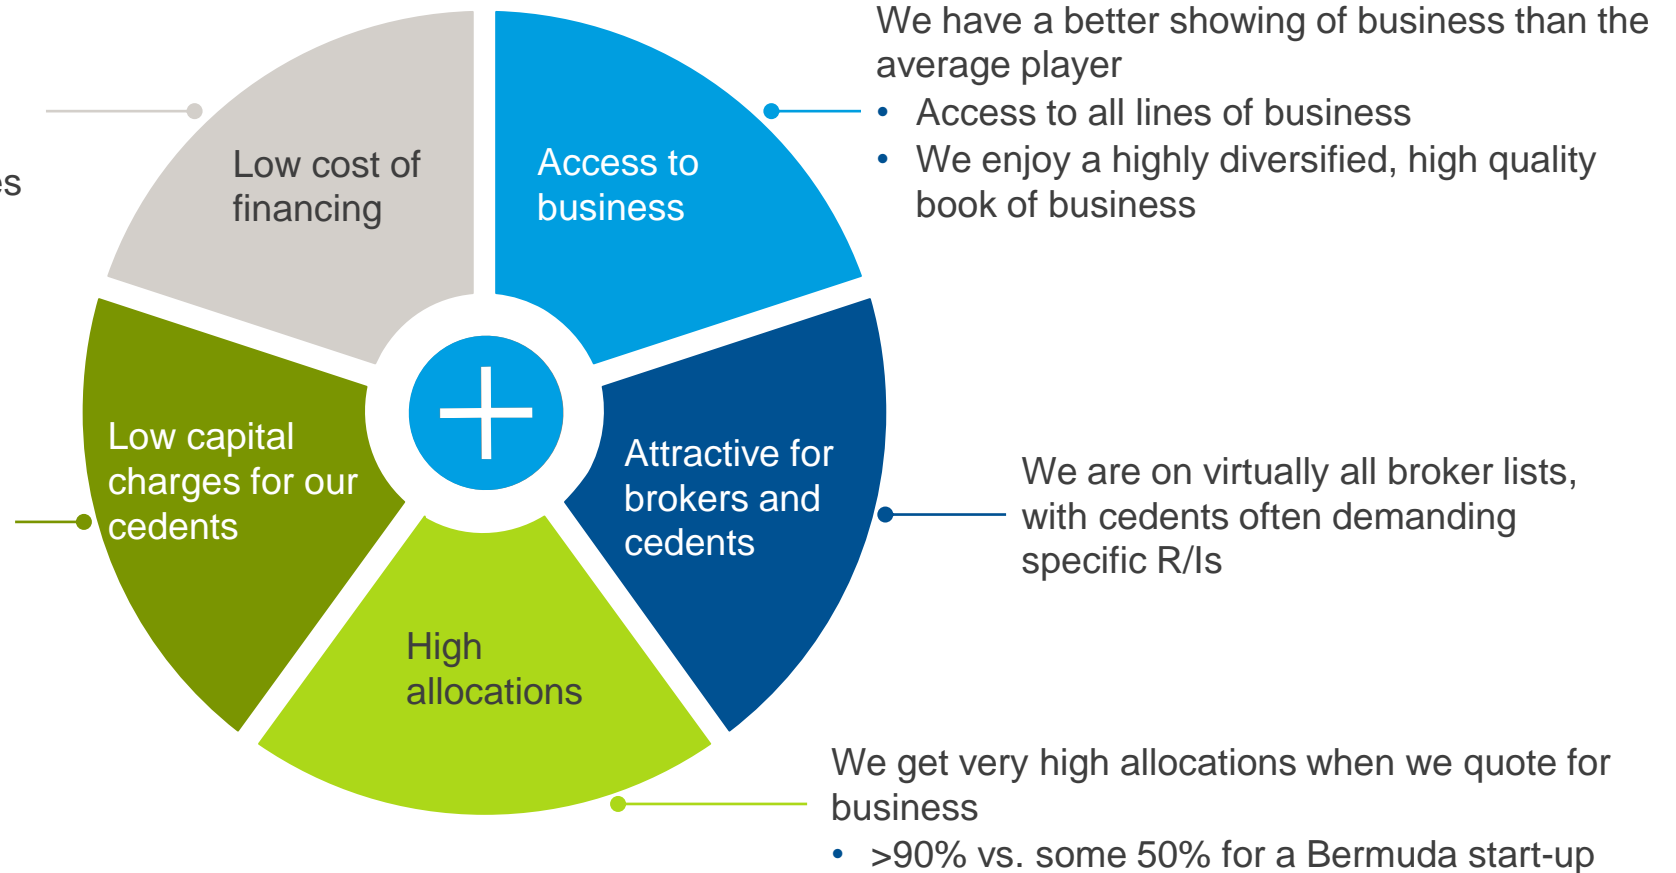 We have a better showing of business than the
average player
• Access to all lines of business
• We enjoy a highly diversified, high quality
book of business
Low cost of
financing
Access to
business
Low capital
charges for our
cedents
Attractive for
brokers and
cedents
We are on virtually all broker lists,
with cedents often demanding
specific R/Is
High
allocations
We get very high allocations when we quote for
business
• >90% vs. some 50% for a Bermuda start-up